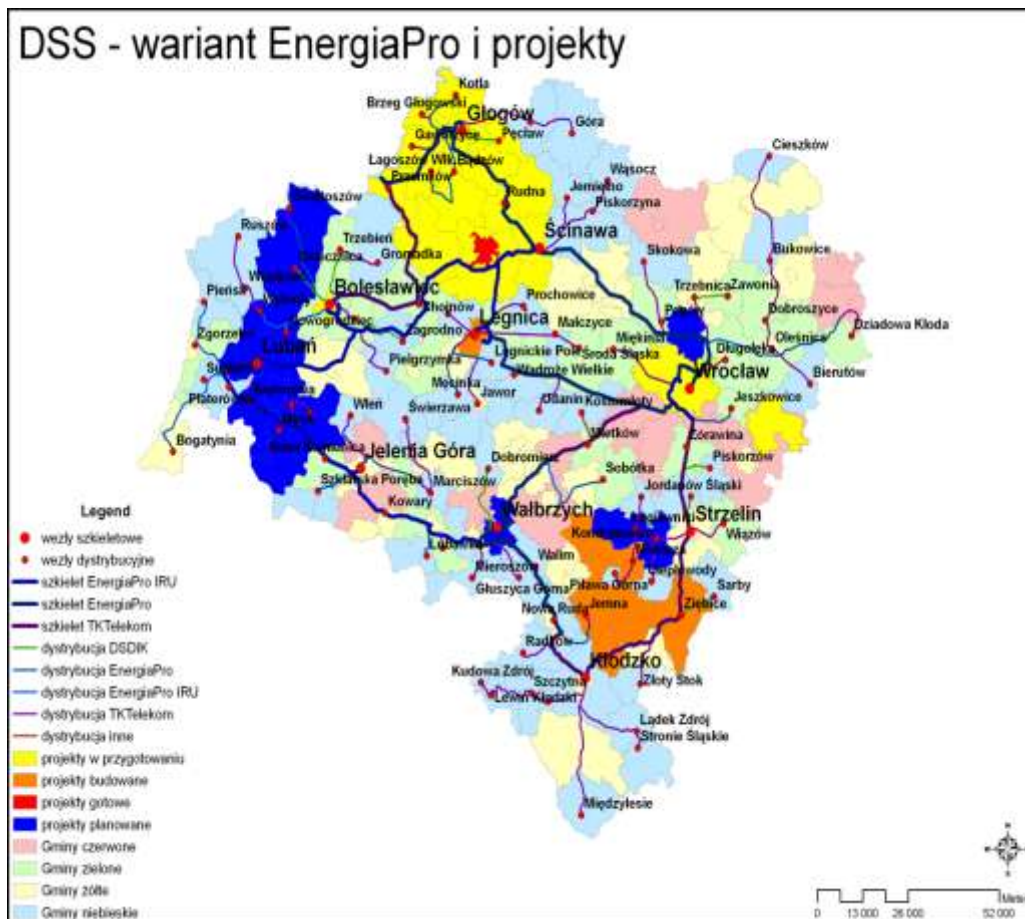 DSS - wariant EnergiaPro i projekty
Kotla
Brzeg Głogowski
Głogów
Góra
Pęcław
Cieszków
Wąsocz
Jemielno
Rudna
Piskorzyna
Ścinawa
Ruszów
Trzebień
Gromadka
Skokowa
Bukowice
Trzebnica
Zawonia
Bolesławiec
Pieńsk
Chojnów
Prochowice
Dobroszyce
Dziadowa Kłoda
Legnica
Malczyce
Miękinia
Oleśnica
Zgorzelec
Lubań
Zagrodno
Legnickie Pole
Środa Śląska
Długołęka
Bierutów
Pielgrzymka
Wądroże Wielkie
Wrocław
Męcinka
Jawor
Udanin
Kostomłoty
Jeszkowice
Wleń
Świerzawa
Bogatynia
Mietków
Żórawina
Jelenia Góra
Dobromierz
Sobótka
Piskorzów
Szklarska Poręba
Marciszów
Jordanów Śląski
Kowary
Wałbrzych
Strzelin
Wiązów
Mieroszów
Walim
Głuszyca Górna
Piława Górna
Ciepłowody
Sarby
Nowa Ruda
Jemna
Ziębice
Radków
Kłodzko
Kudowa Zdrój
Szczytna
Złoty Stok
Lewin Kłodzki
Lądek Zdrój
Stronie Śląskie
Międzylesie
Legend
węzły szkieletowe
węzły dystrybucyjne
szkielet EnergiaPro IRU
szkielet EnergiaPro
szkielet TKTelekom
dystrybucja DSDIK
dystrybucja EnergiaPro
dystrybucja EnergiaPro IRU
dystrybucja TKTelekom
dystrybucja inne
projekty w przygotowaniu
projekty budowane
projekty gotowe
projekty planowane
Gminy czerwone
Gminy zielone
Gminy żółte
Gminy niebieskie
0 13 000 26 000 52 000